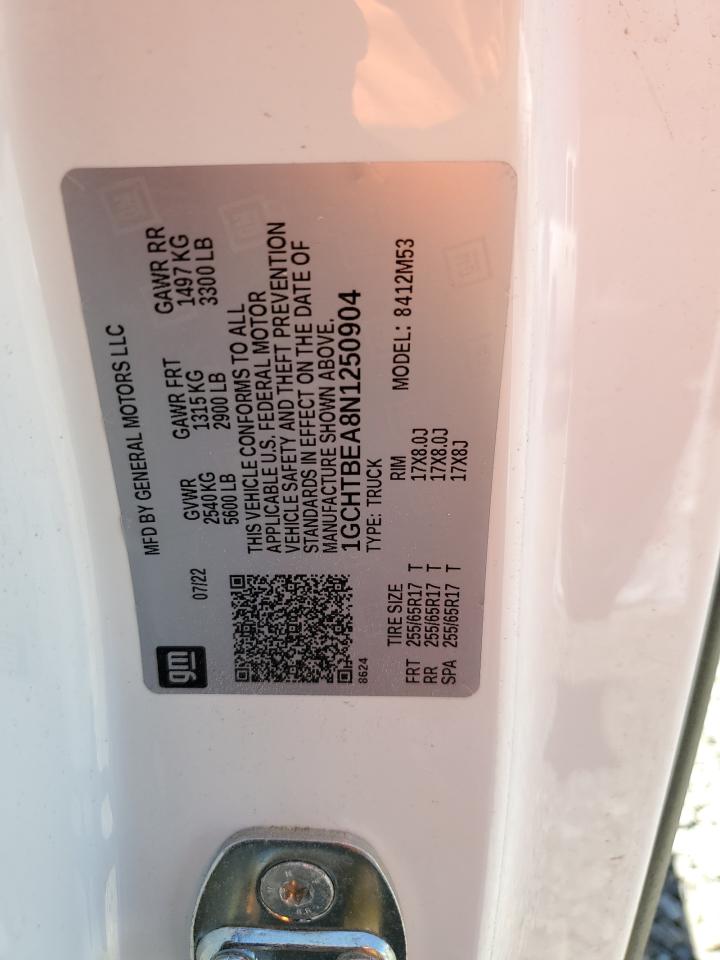 gm
MFD BY GENERAL MOTORS LLC
07/22
GVWR GAWR FRT GAWR RR
2540 KG 1315 KG 1497 KG
5600 LB 2900 LB 3300 LB
THIS VEHICLE CONFORMS TO ALL
APPLICABLE U.S. FEDERAL MOTOR
VEHICLE SAFETY AND THEFT PREVENTION
STANDARDS IN EFFECT ON THE DATE OF
MANUFACTURE SHOWN ABOVE.
1GCHTBEA8N1250904
TYPE: TRUCK
8624
MODEL: 8412M53
TIRE SIZE RIM
FRT 255/65R17 T 17X8.0J
RR 255/65R17 T 17X8.0J
SPA 255/65R17 T 17X8J